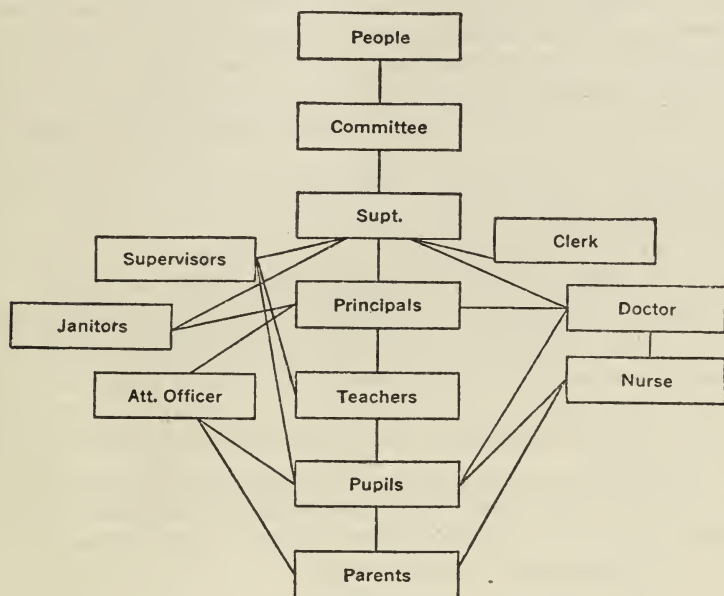 People
Committee
Supt.
Supervisors
Clerk
Janitors
Principals
Doctor
Att. Officer
Teachers
Nurse
Pupils
Parents